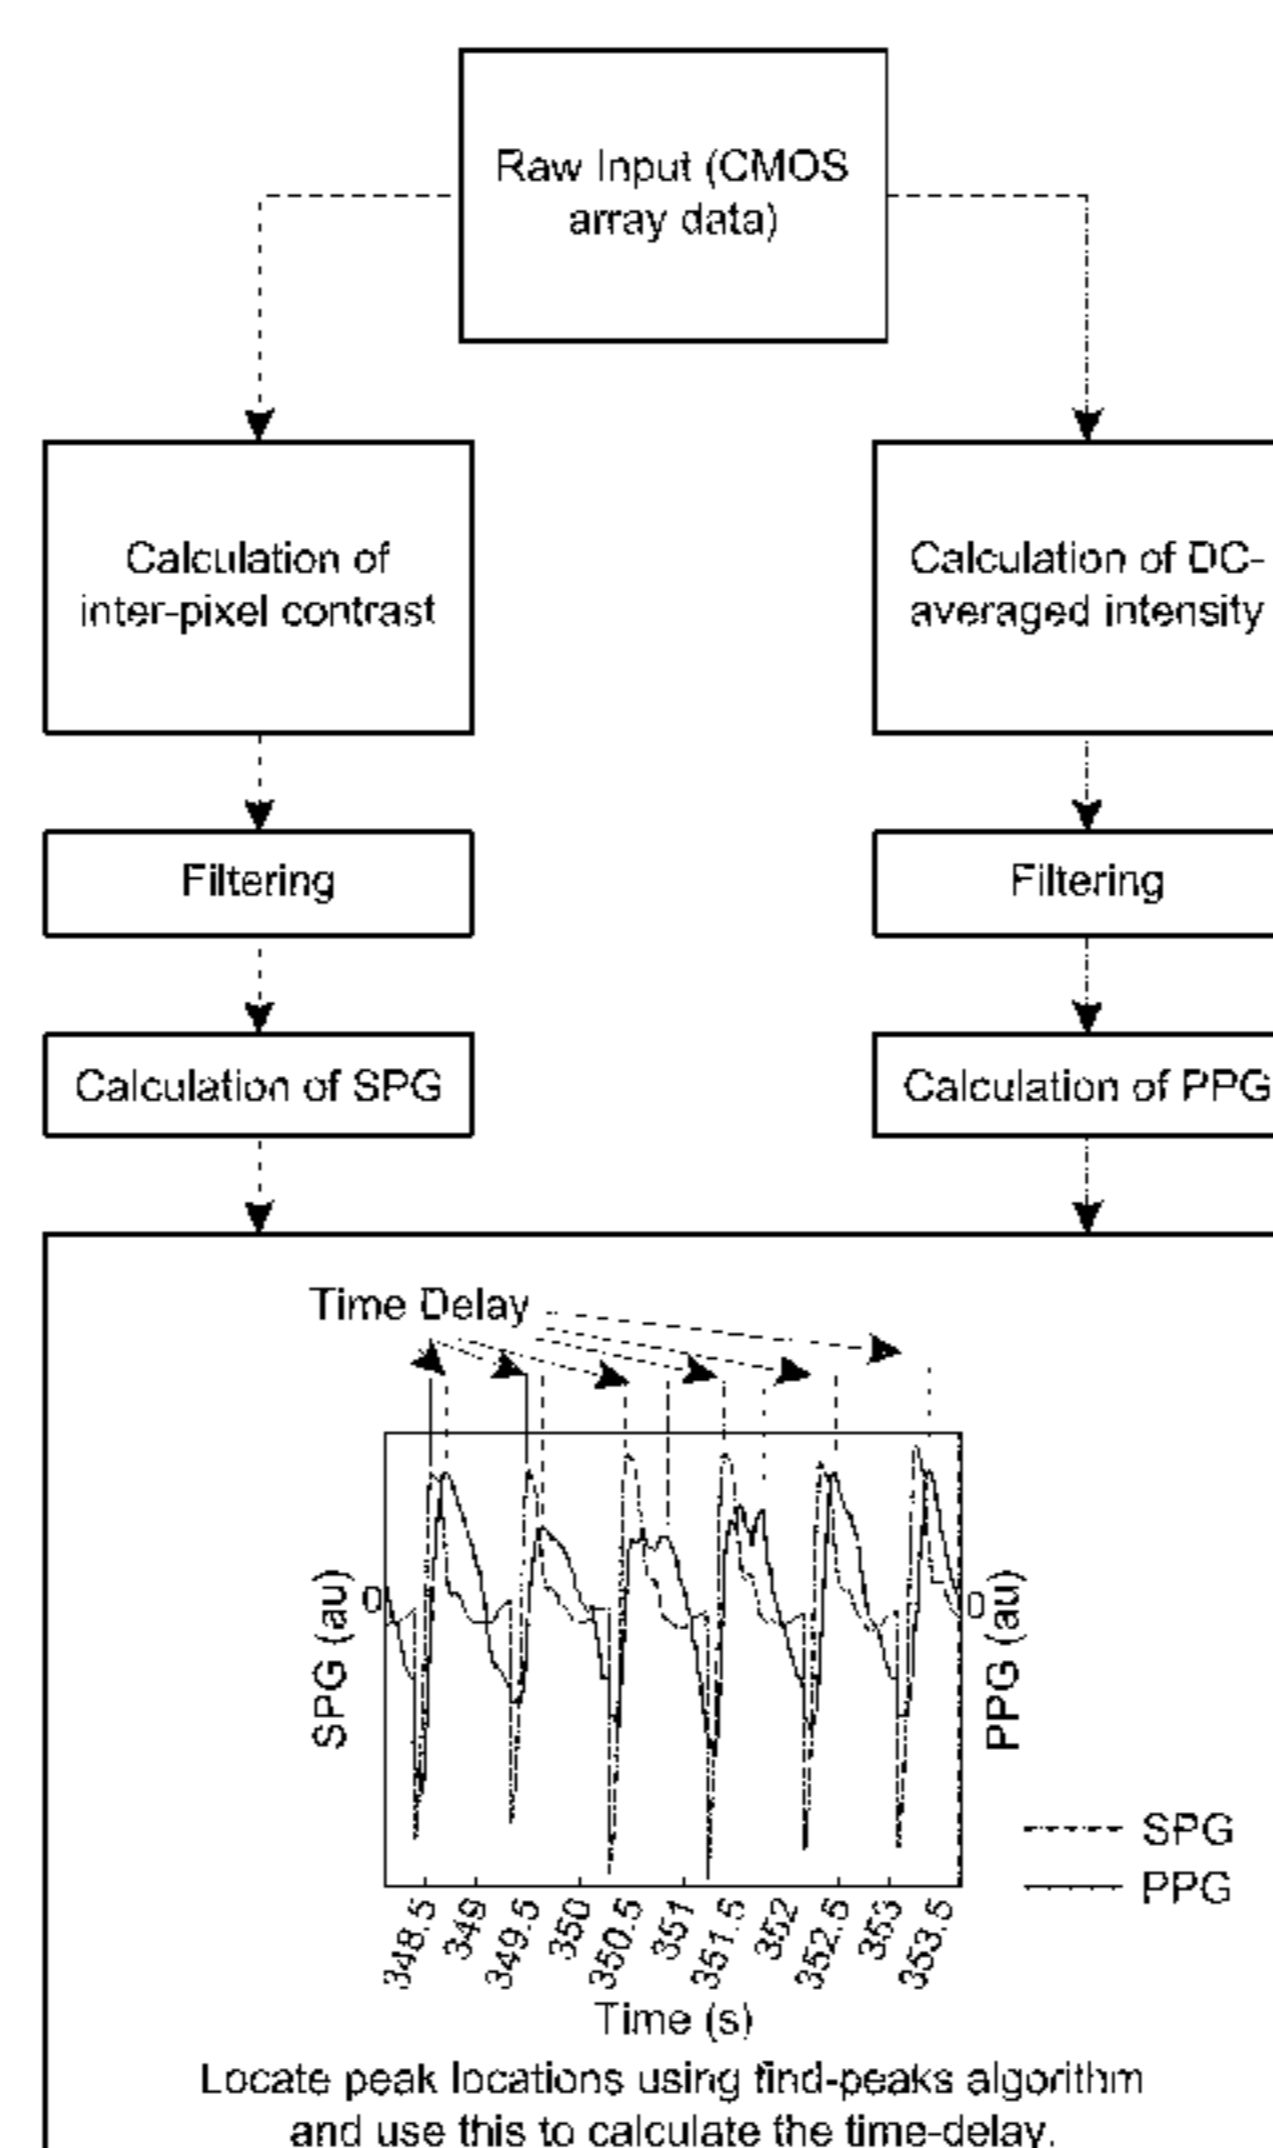 Raw Input (CMOS
array data)
Calculation of
inter-pixel contrast
Calculation of DC-
averaged intensity
Filtering
Filtering
Calculation of SPG
Calculation of PPG
Time Delay
SPG (au)
0
0
PPG (au)
SPG
PPG
348.5 349 349.5 350 350.5 351 351.5 352 352.5 353 353.5
Time (s)
Locate peak locations using find-peaks algorithm
and use this to calculate the time-delay.